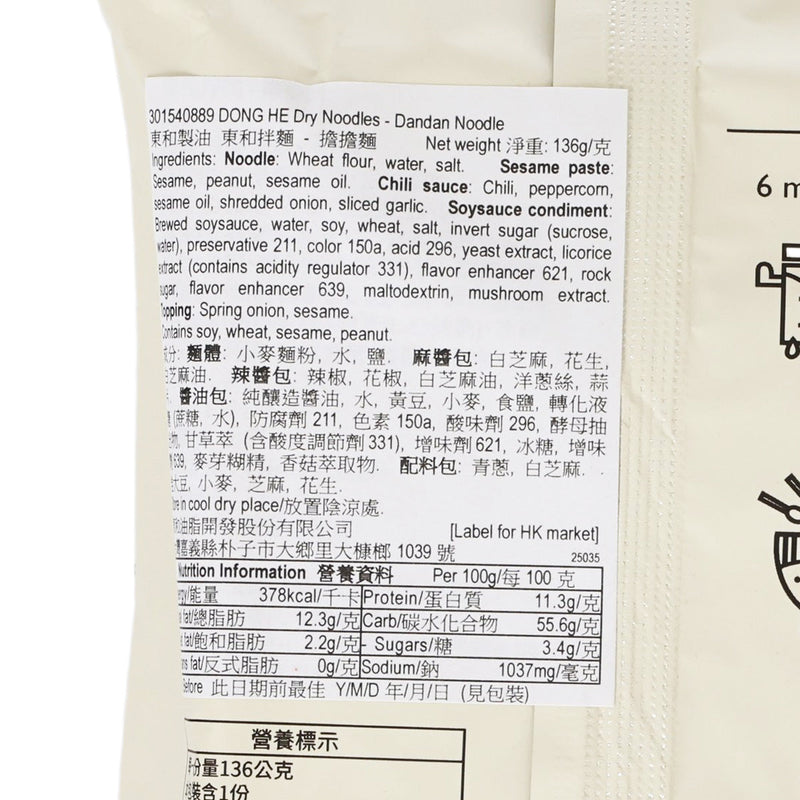 301540889 DONG HE Dry Noodles - Dandan Noodle
東和製油 東和拌麵 - 擔擔麵 Net weight 淨重: 136g/克
Ingredients: Noodle: Wheat flour, water, salt. Sesame paste:
Sesame, peanut, sesame oil. Chili sauce: Chili, peppercorn,
sesame oil, shredded onion, sliced garlic. Soysauce condiment:
Brewed soysauce, water, soy, wheat, salt, invert sugar (sucrose,
water), preservative 211, color 150a, acid 296, yeast extract, licorice
extract (contains acidity regulator 331), flavor enhancer 621, rock
sugar, flavor enhancer 639, maltodextrin, mushroom extract.
Topping: Spring onion, sesame.
Contains soy, wheat, sesame, peanut.
成分: 麵體: 小麥麵粉, 水, 鹽. 麻醬包: 白芝麻, 花生,
白芝麻油. 辣醬包: 辣椒, 花椒, 白芝麻油, 洋蔥絲, 蒜
醬油包: 純釀造醬油, 水, 黃豆, 小麥, 食鹽, 轉化液
(蔗糖, 水), 防腐劑 211, 色素 150a, 酸味劑 296, 酵母抽
物, 甘草萃 (含酸度調節劑 331), 增味劑 621, 冰糖, 增味
639, 麥芽糊精, 香菇萃取物. 配料包: 青蔥, 白芝麻.
大豆, 小麥, 芝麻, 花生.
in cool dry place/放置陰涼處.
油脂開發股份有限公司 [Label for HK market]
嘉義縣朴子市大鄉里大槺榔 1039 號 25035
Nutrition Information 營養資料 Per 100g/每 100 克
/能量 378kcal/千卡 Protein/蛋白質 11.3g/克
fat/總脂肪 12.3g/克 Carb/碳水化合物 55.6g/克
fat/飽和脂肪 2.2g/克 - Sugars/糖 3.4g/克
fat/反式脂肪 0g/克 Sodium/鈉 1037mg/毫克
Before 此日期前最佳 Y/M/D 年/月/日 (見包裝)
6 m
營養標示
份量136公克
裝含1份